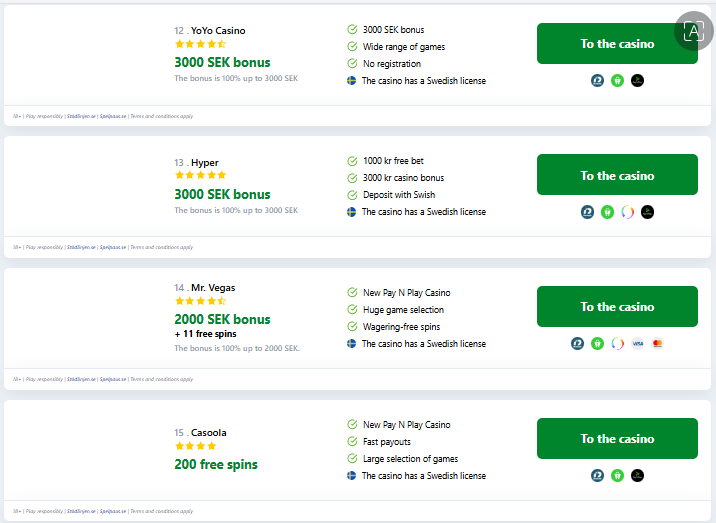 12 . YoYo Casino
3000 SEK bonus
The bonus is 100% up to 3000 SEK
3000 SEK bonus
Wide range of games
No registration
The casino has a Swedish license
To the casino
A
18+ | Play responsibly | Stödlinjen.se | Spelpaus.se | Terms and conditions apply
13 . Hyper
3000 SEK bonus
The bonus is 100% up to 3000 SEK
1000 kr free bet
3000 kr casino bonus
Deposit with Swish
The casino has a Swedish license
To the casino
18+ | Play responsibly | Stödlinjen.se | Spelpaus.se | Terms and conditions apply
14 . Mr. Vegas
2000 SEK bonus
+ 11 free spins
The bonus is 100% up to 2000 SEK.
New Pay N Play Casino
Huge game selection
Wagering-free spins
The casino has a Swedish license
To the casino
VISA
18+ | Play responsibly | Stödlinjen.se | Spelpaus.se | Terms and conditions apply
15 . Casoola
200 free spins
New Pay N Play Casino
Fast payouts
Large selection of games
The casino has a Swedish license
To the casino
18+ | Play responsibly | Stödlinjen.se | Spelpaus.se | Terms and conditions apply